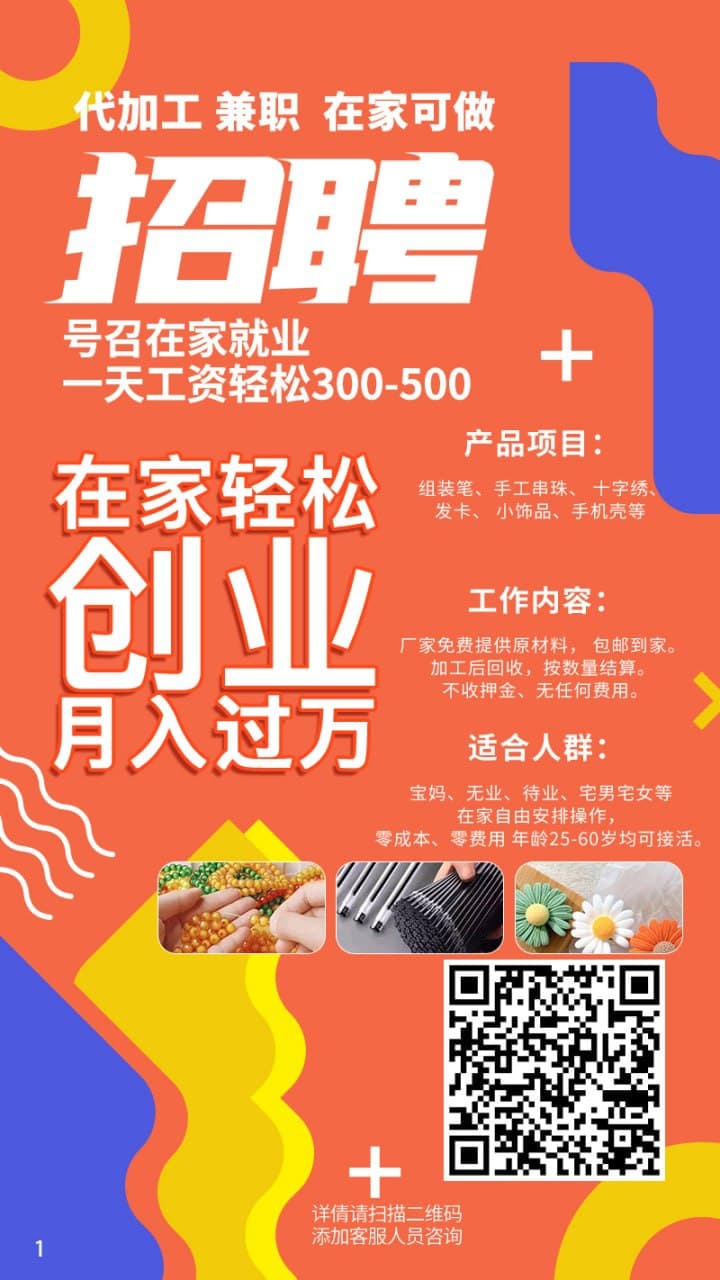 代加工 兼职 在家可做
招聘
号召在家就业
一天工资轻松300-500
在家轻松
创业
月入过万
产品项目：
组装笔、手工串珠、 十字绣、
发卡、 小饰品、手机壳等
工作内容：
厂家免费提供原材料， 包邮到家。
加工后回收，按数量结算。
不收押金、无任何费用。
适合人群：
宝妈、无业、待业、宅男宅女等
在家自由安排操作，
零成本、零费用 年龄25-60岁均可接活。
详倩请扫描二维码
添加客服人员咨询
1